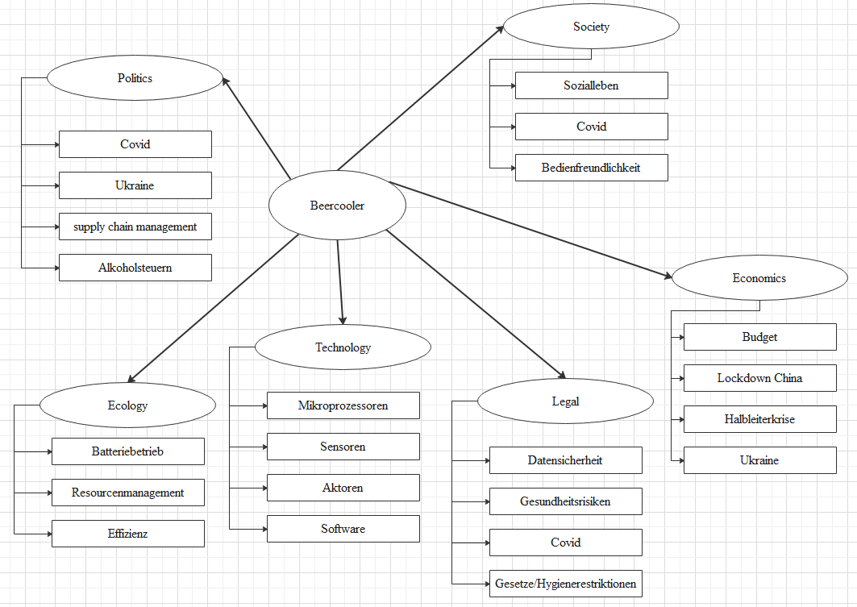 Society
Sozialleben
Covid
Bedienfreundlichkeit
Politics
Covid
Ukraine
supply chain management
Alkoholsteuern
Beercooler
Economics
Budget
Lockdown China
Halbleiterkrise
Ukraine
Technology
Mikroprozessoren
Sensoren
Aktoren
Software
Ecology
Batteriebetrieb
Resourcenmanagement
Effizienz
Legal
Datensicherheit
Gesundheitsrisiken
Covid
Gesetze/Hygienerestriktionen